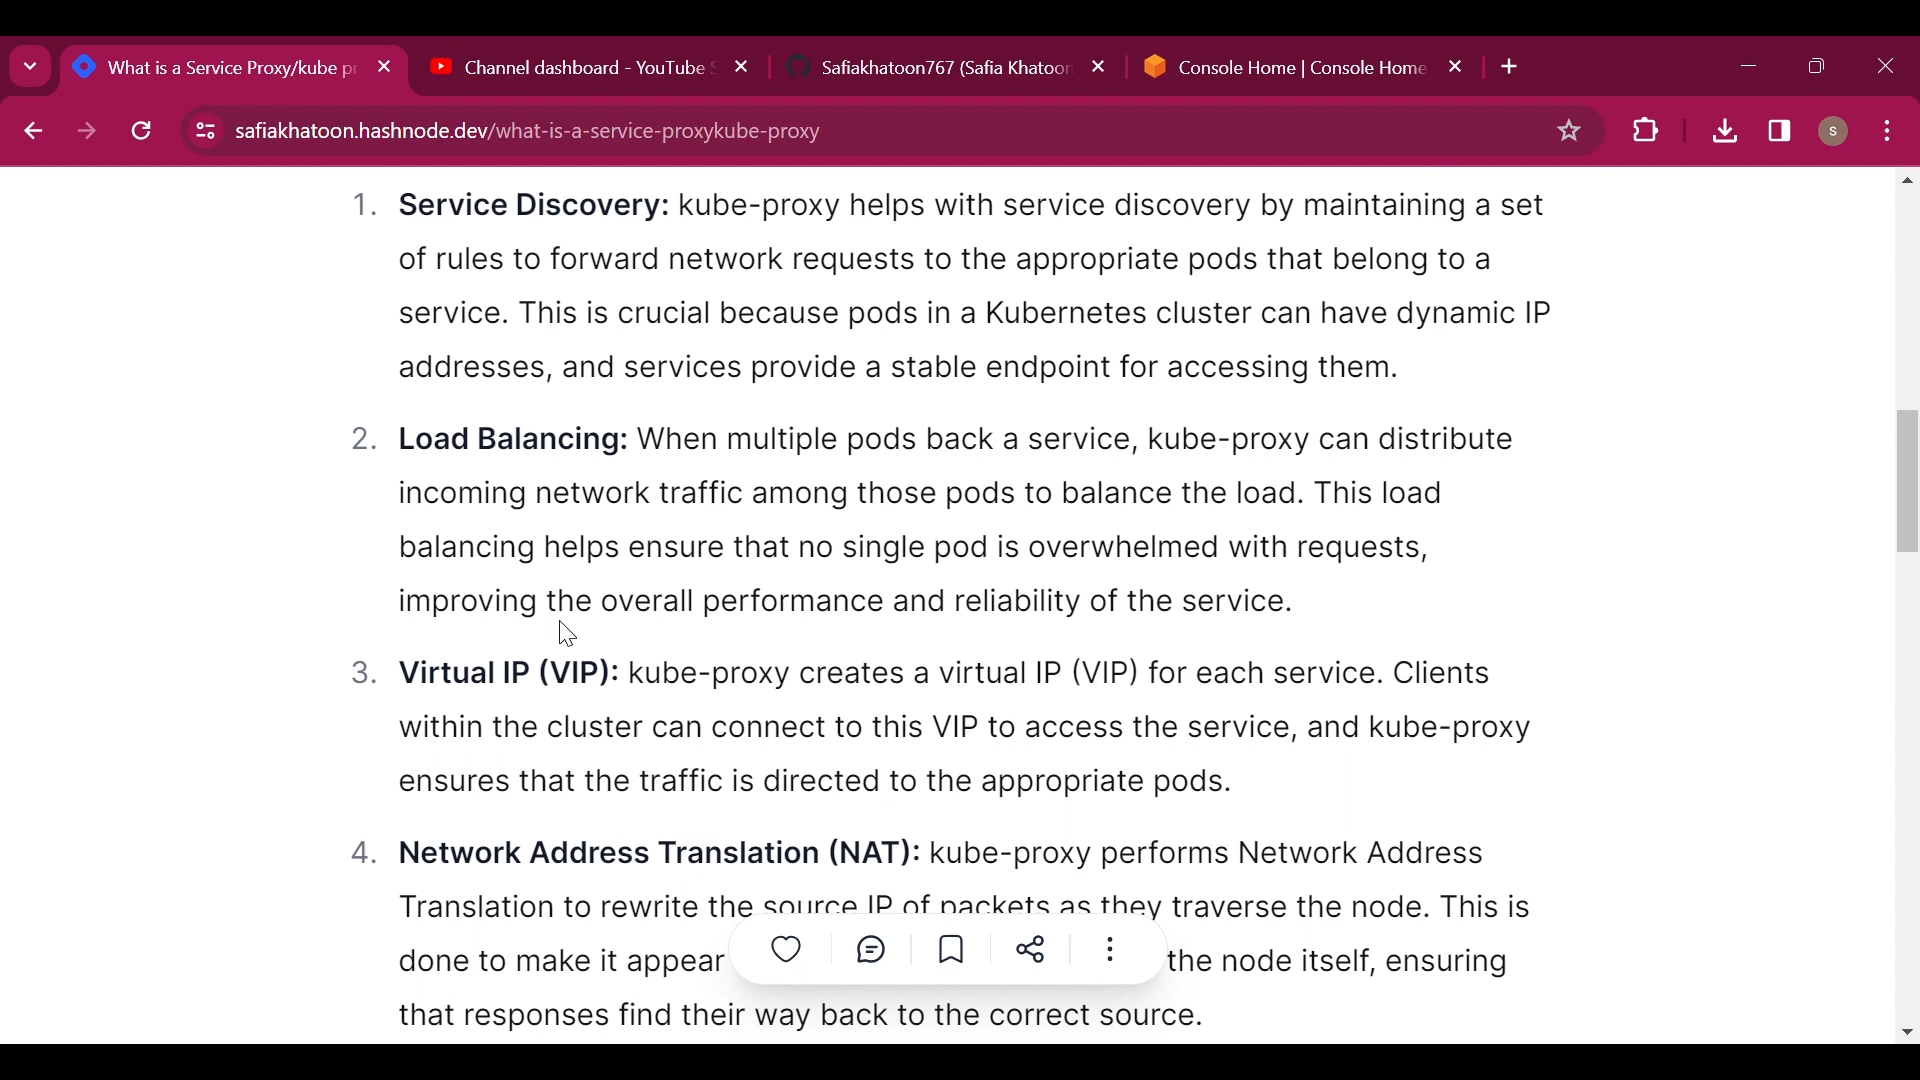 What is a Service Proxy/kube pr
Channel dashboard - YouTube S
Safiakhatoon767 (Safia Khatoon
Console Home | Console Home
safiakhatoon.hashnode.dev/what-is-a-service-proxykube-proxy
S
1. Service Discovery: kube-proxy helps with service discovery by maintaining a set
of rules to forward network requests to the appropriate pods that belong to a
service. This is crucial because pods in a Kubernetes cluster can have dynamic IP
addresses, and services provide a stable endpoint for accessing them.
2. Load Balancing: When multiple pods back a service, kube-proxy can distribute
incoming network traffic among those pods to balance the load. This load
balancing helps ensure that no single pod is overwhelmed with requests,
improving the overall performance and reliability of the service.
3. Virtual IP (VIP): kube-proxy creates a virtual IP (VIP) for each service. Clients
within the cluster can connect to this VIP to access the service, and kube-proxy
ensures that the traffic is directed to the appropriate pods.
4. Network Address Translation (NAT): kube-proxy performs Network Address
Translation to rewrite the source IP of packets as they traverse the node. This is
done to make it appear the node itself, ensuring
that responses find their way back to the correct source.